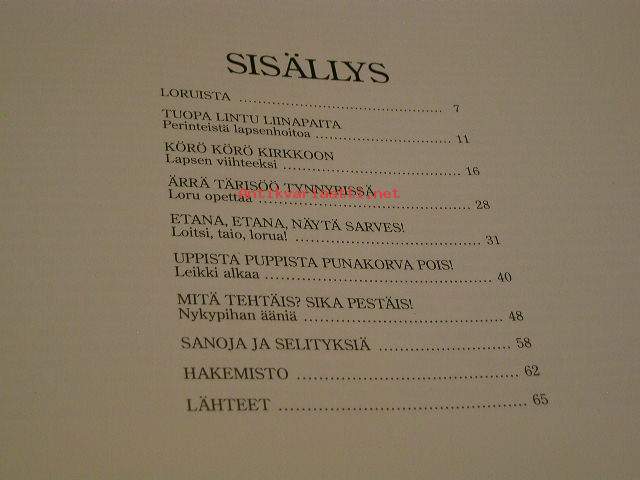 SISÄLLYS
LORUISTA ........................................... 7
TUOPA LINTU LIINAPAITA
Perinteistä lapsenhoitoa ............................ 11
KÖRÖ KÖRÖ KIRKKOON
Lapsen viihteeksi ..................................... 16
ÄRRÄ TÄRISÖÖ TYNNYRISSÄ
antikvariaatti.net
Loru opettaa ........................................... 28
ETANA, ETANA, NÄYTÄ SARVES!
Loitsi, taio, lorua! ..................................... 31
UPPISTA PUPPISTA PUNAKORVA POIS!
Leikki alkaa ............................................. 40
MITÄ TEHTÄIS? SIKA PESTÄIS!
Nykypihan ääniä ....................................... 48
SANOJA JA SELITYKSIÄ ......................... 58
HAKEMISTO .......................................... 62
LÄHTEET ............................................... 65